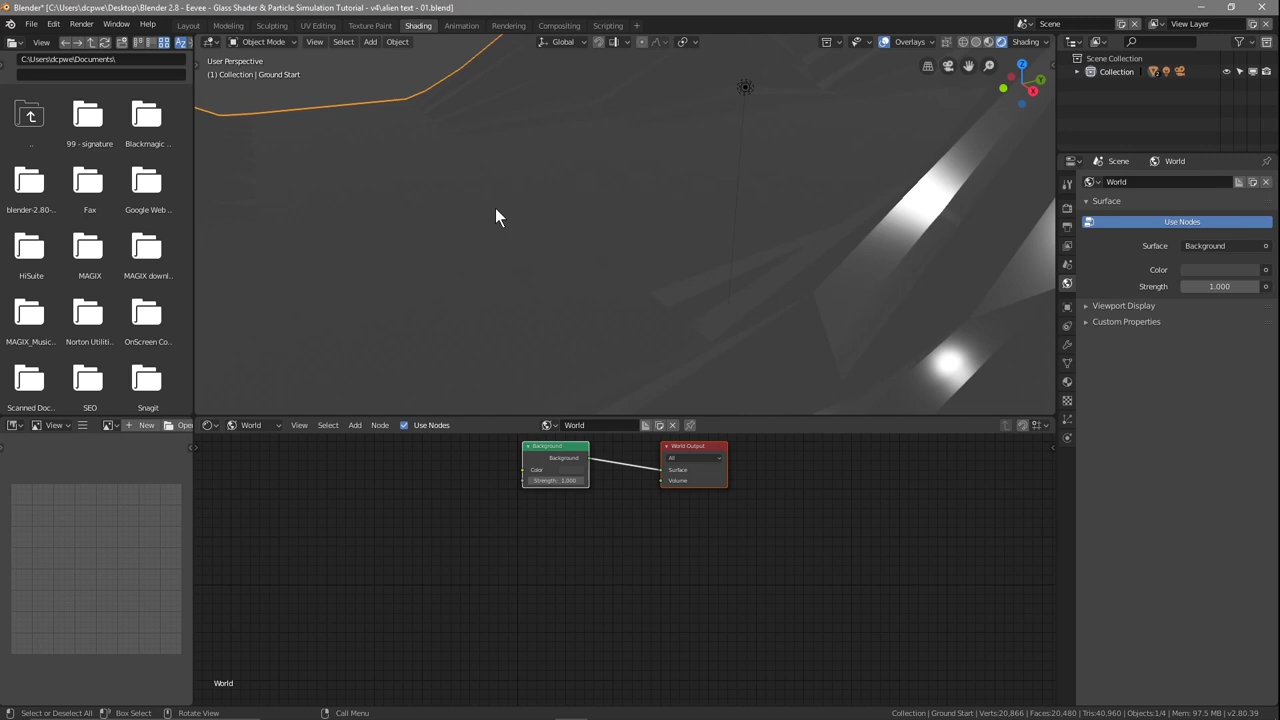 Blender* [C:\Users\dcpwe\Desktop\Blender 2.8 - Eevee - Glass Shader & Particle Simulation Tutorial - v4\alien text - 01.blend]
File Edit Render Window Help Layout Modeling Sculpting UV Editing Texture Paint Shading Animation Rendering Compositing Scripting Scene View Layer
View Object Mode View Select Add Object Global Overlays Shading
C:\Users\dcpwe\Documents\
User Perspective
(1) Collection | Ground Start
Z
Y
X
Scene Collection
Collection
.. 99 - signature Blackmagic ..
blender-2.80-.. Fax Google Web ..
HiSuite MAGIX MAGIX downl..
MAGIX_Music.. Norton Utiliti.. OnScreen Co..
Scanned Doc.. SEO Snagit
Scene World
World
Surface
Use Nodes
Surface Background
Color
Strength 1.000
Viewport Display
Custom Properties
View New Open World View Select Add Node Use Nodes World
Background
Background
Color
Strength: 1.000
World Output
All
Surface
Volume
World
Select or Deselect All Box Select Rotate View Call Menu Collection | Ground Start | Verts:20,866 | Faces:20,480 | Tris:40,960 | Objects:1/4 | Mem: 97.5 MB | v2.80.39